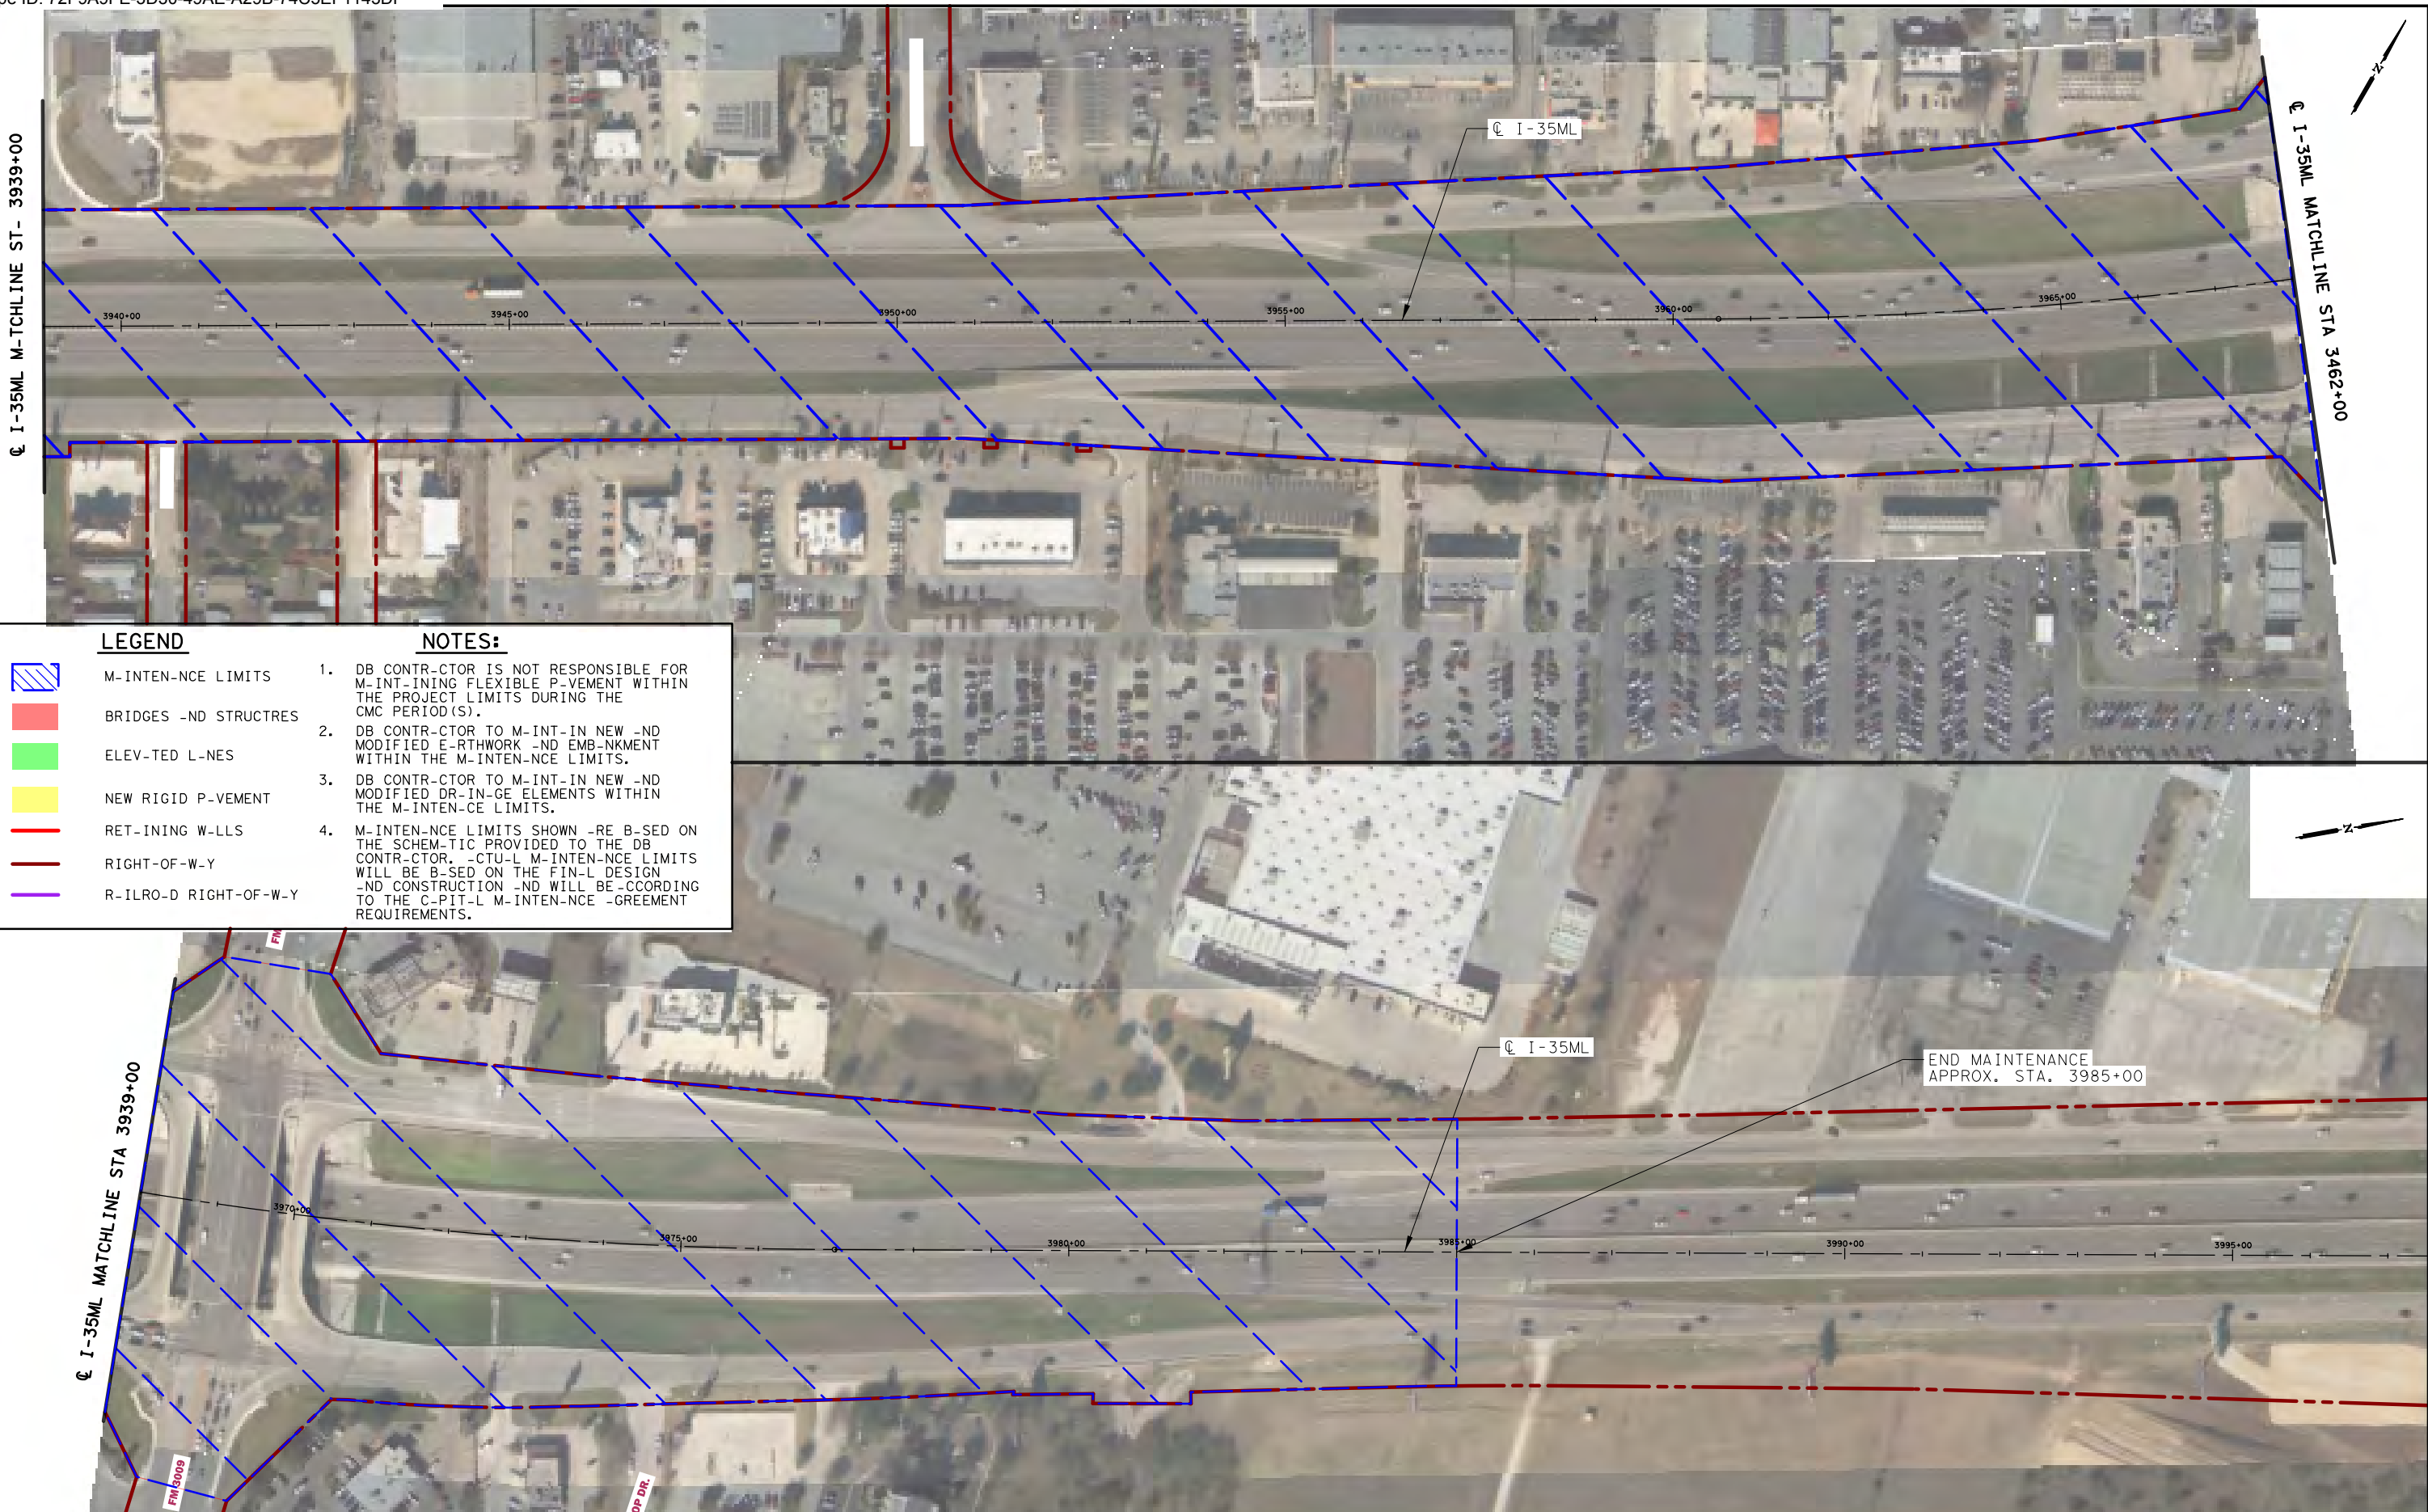 ℄ I-35ML M-TCHLINE ST- 3939+00
℄ I-35ML
N
℄ I-35ML MATCHLINE STA 3462+00
3940+00
3945+00
3950+00
3955+00
3960+00
3965+00
LEGEND
M-INTEN-NCE LIMITS
BRIDGES -ND STRUCTRES
ELEV-TED L-NES
NEW RIGID P-VEMENT
RET-INING W-LLS
RIGHT-OF-W-Y
R-ILRO-D RIGHT-OF-W-Y
NOTES:
1. DB CONTR-CTOR IS NOT RESPONSIBLE FOR
M-INT-INING FLEXIBLE P-VEMENT WITHIN
THE PROJECT LIMITS DURING THE
CMC PERIOD(S).
2. DB CONTR-CTOR TO M-INT-IN NEW -ND
MODIFIED E-RTHWORK -ND EMB-NKMENT
WITHIN THE M-INTEN-NCE LIMITS.
3. DB CONTR-CTOR TO M-INT-IN NEW -ND
MODIFIED DR-IN-GE ELEMENTS WITHIN
THE M-INTEN-CE LIMITS.
4. M-INTEN-NCE LIMITS SHOWN -RE B-SED ON
THE SCHEM-TIC PROVIDED TO THE DB
CONTR-CTOR. -CTU-L M-INTEN-NCE LIMITS
WILL BE B-SED ON THE FIN-L DESIGN
-ND CONSTRUCTION -ND WILL BE -CCORDING
TO THE C-PIT-L M-INTEN-NCE -GREEMENT
REQUIREMENTS.
N
FM
℄ I-35ML MATCHLINE STA 3939+00
℄ I-35ML
END MAINTENANCE
APPROX. STA. 3985+00
3970+00
3975+00
3980+00
3985+00
3990+00
3995+00
FM 3009
OP DR.